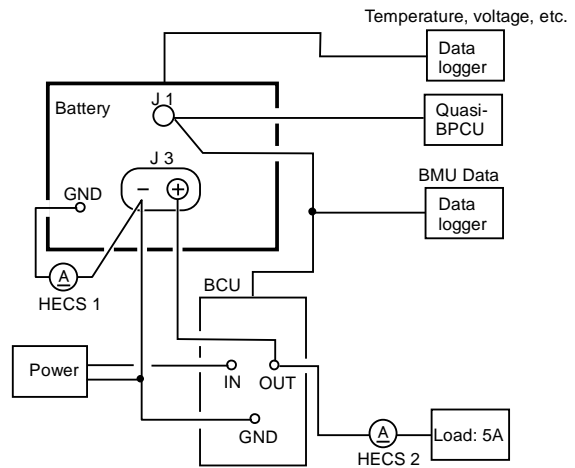 Temperature, voltage, etc.
Data
logger
Battery
J 1
Quasi-
BPCU
J 3
BMU Data
GND
− +
Data
logger
A
HECS 1
BCU
Power
IN
OUT
GND
A
Load: 5A
HECS 2